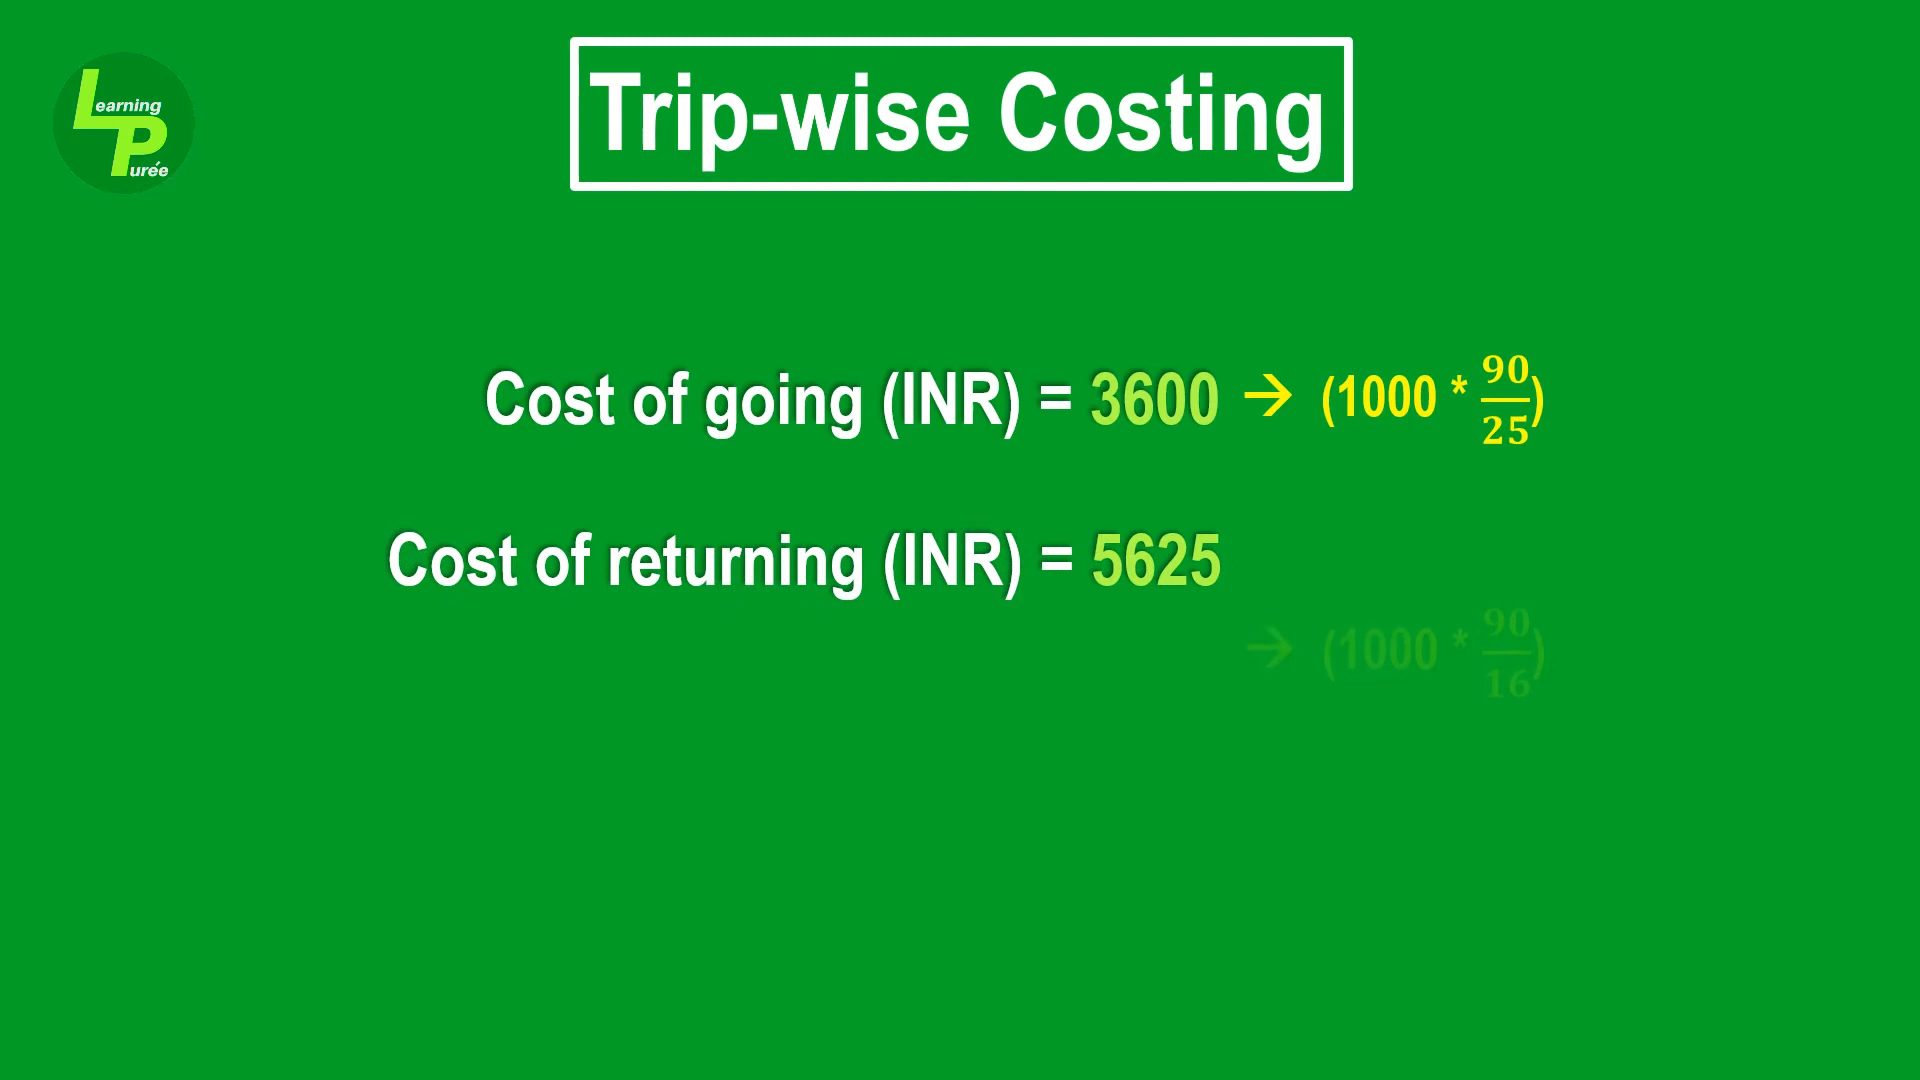 Learning
Purée
Trip-wise Costing
Cost of going (INR) = 3600 → (1000 * 90/25)
Cost of returning (INR) = 5625
→ (1000 * 90/16)